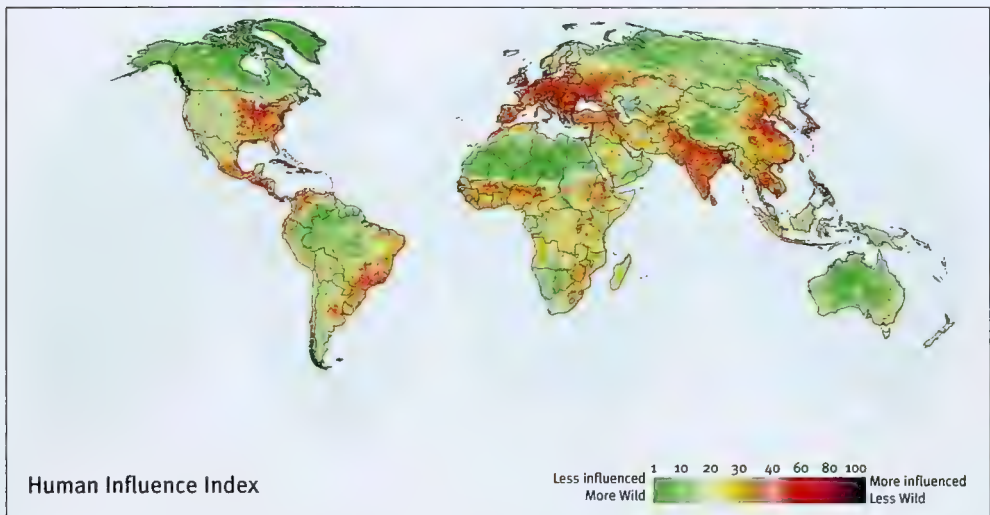 Human Influence Index
Less influenced
More Wild
1 10 20 30 40 60 80 100
More influenced
Less Wild